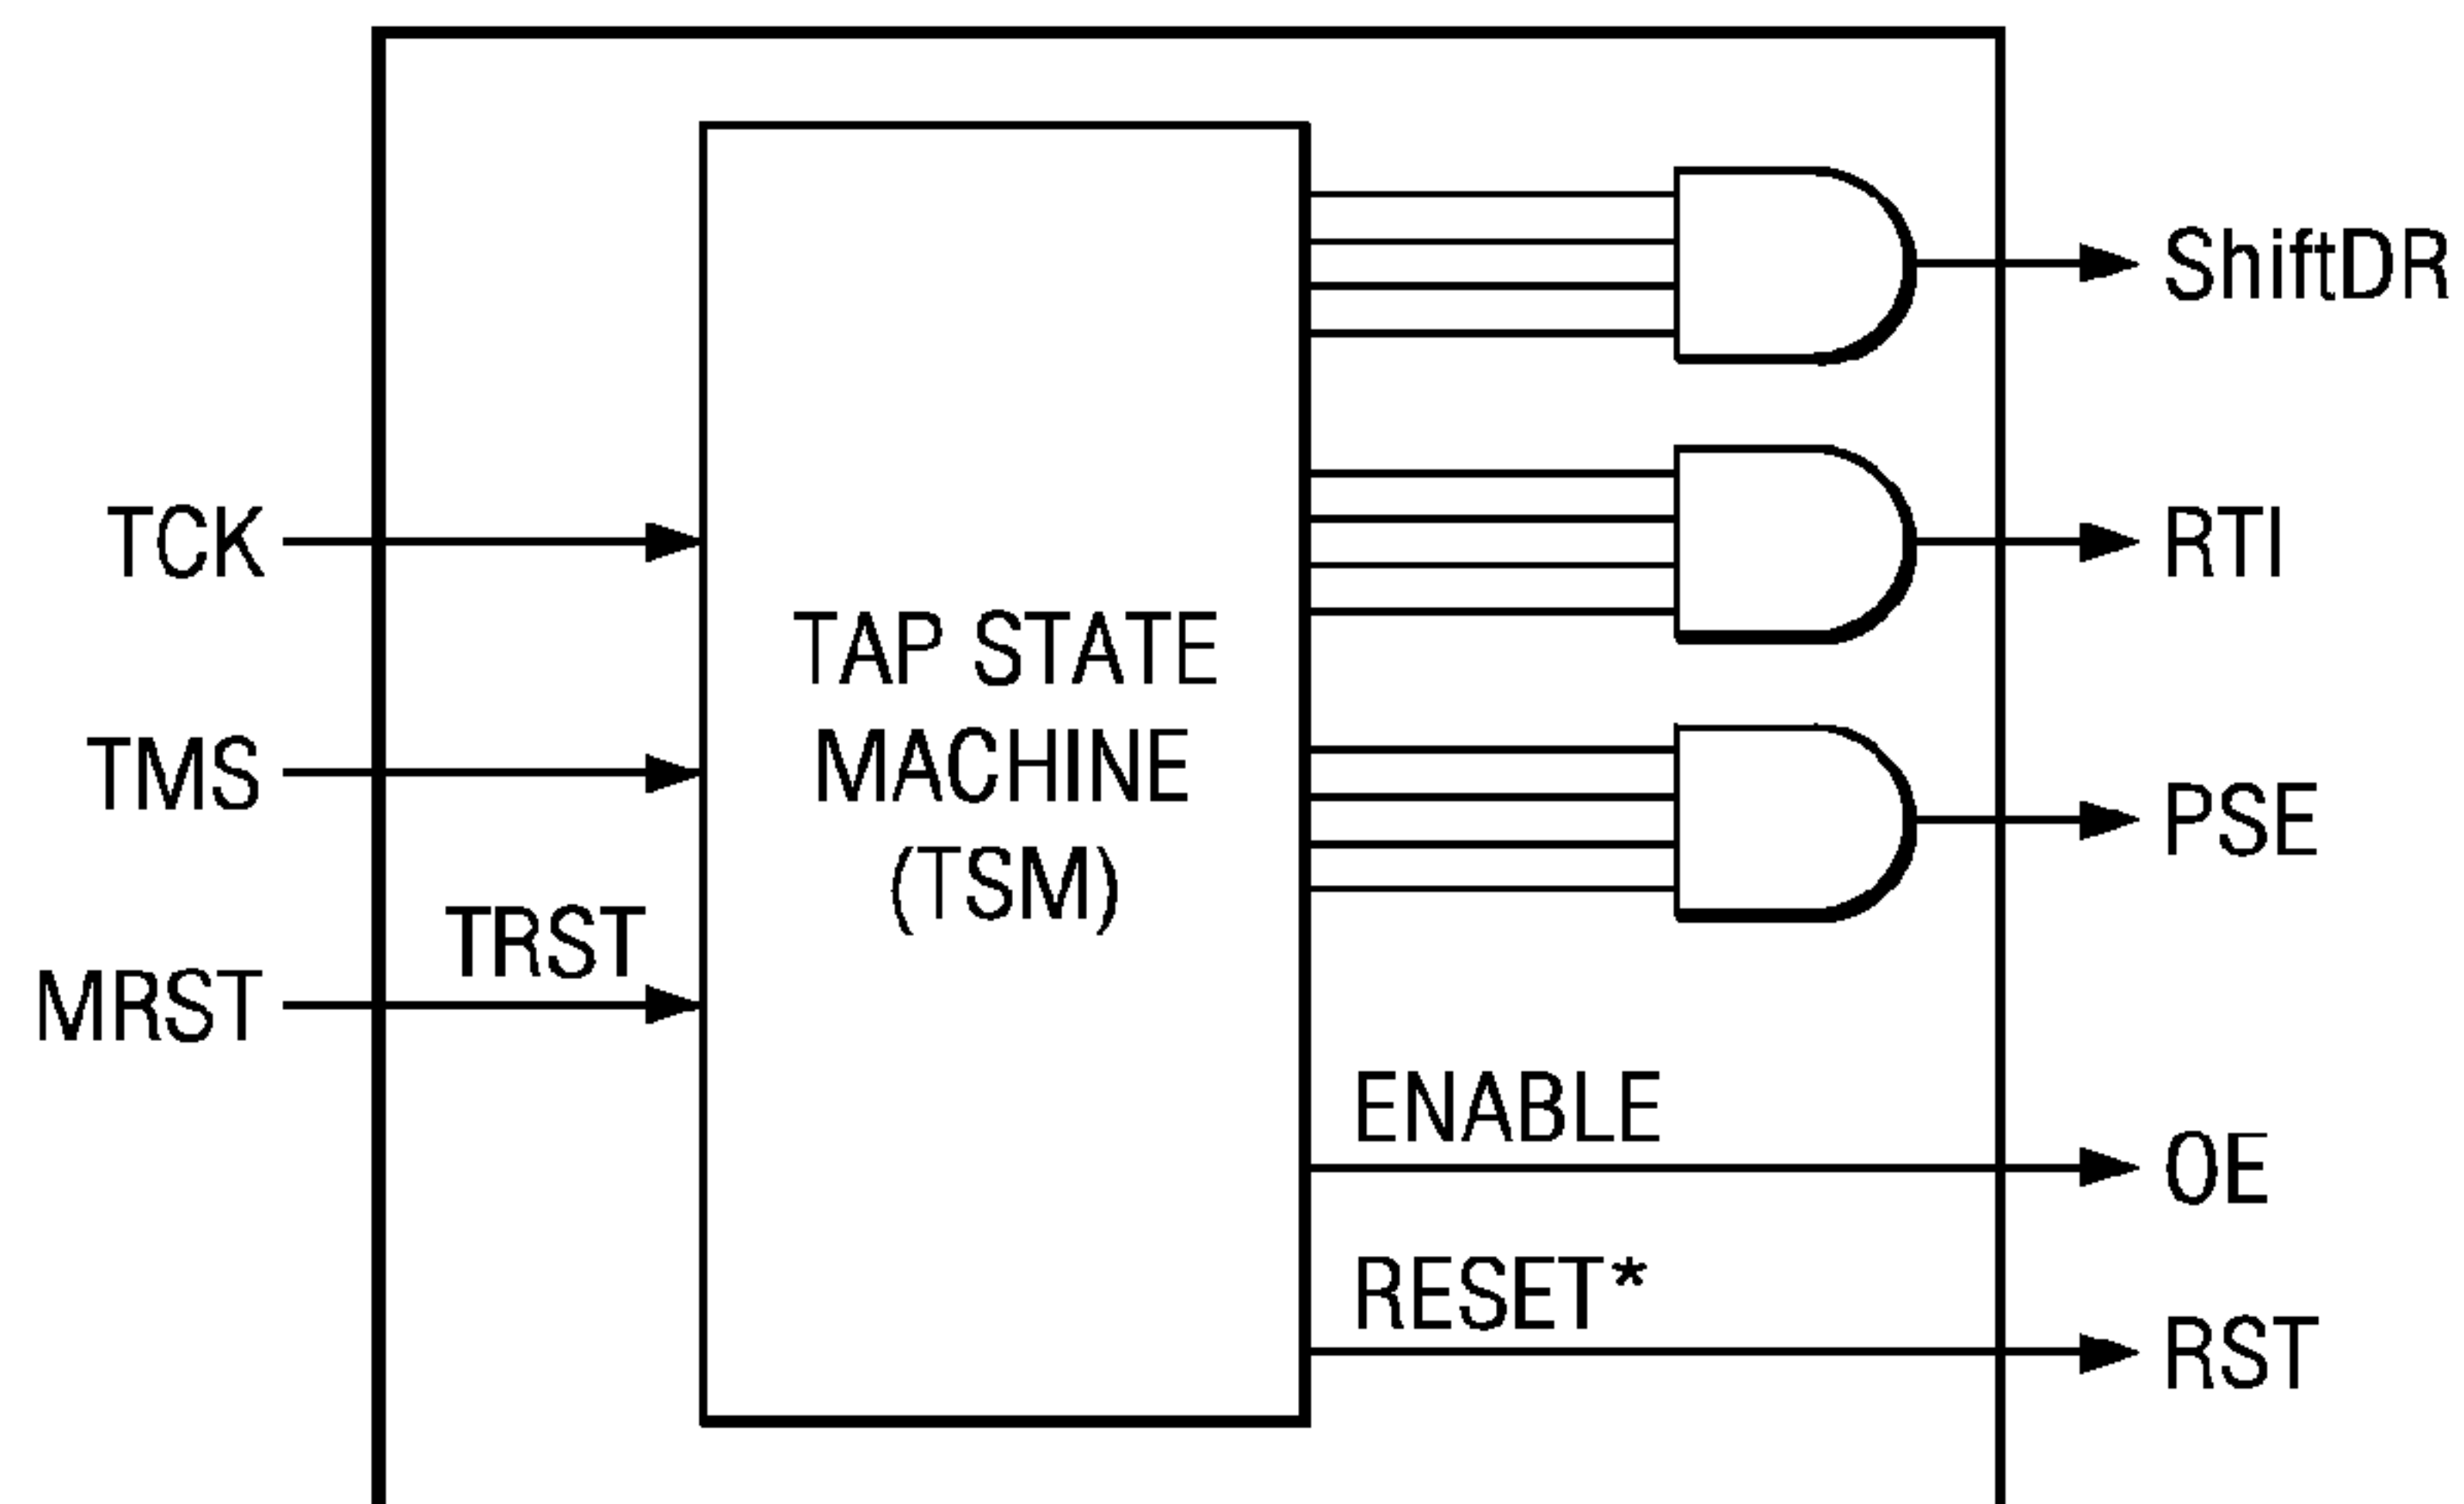 ShiftDR
TCK
RTI
TAP STATE
MACHINE
(TSM)
TMS
PSE
TRST
MRST
ENABLE
OE
RESET*
RST